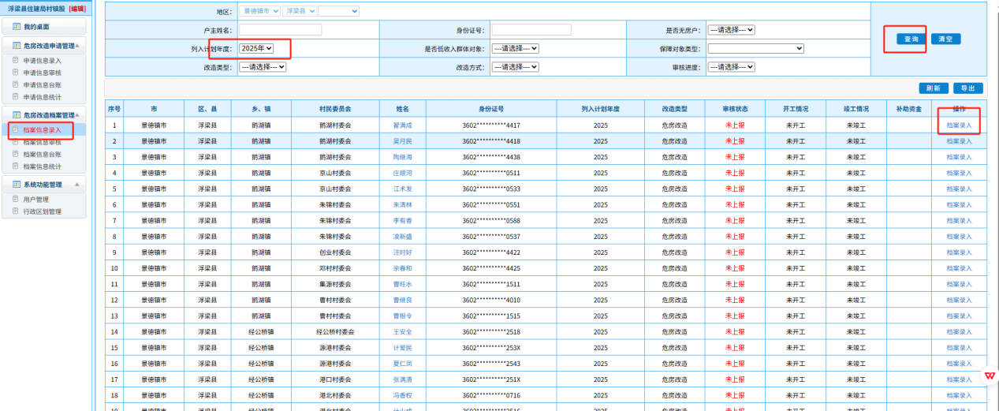 浮梁县住建局村镇股 [编辑]
我的桌面
危房改造申请管理
申请信息录入
申请信息审核
申请信息台账
申请信息统计
危房改造档案管理
档案信息录入
档案信息审核
档案信息台账
档案信息统计
系统功能管理
用户管理
行政区划管理
地区： 景德镇市 浮梁县
户主姓名： 身份证号： 是否无房户： ---请选择---
列入计划年度： 2025年 是否低收入群体对象： ---请选择--- 保障对象类型：
改造类型： ---请选择--- 改造方式： ---请选择--- 审核进度： ---请选择---
查询 清空
刷新 导出
序号 市 区、县 乡、镇 村民委员会 姓名 身份证号 列入计划年度 改造类型 审核状态 开工情况 竣工情况 补助资金 操作
1 景德镇市 浮梁县 鹅湖镇 鹅湖村委会 翟满成 3602**********4417 2025 危房改造 未上报 未开工 未竣工 档案录入
2 景德镇市 浮梁县 鹅湖镇 鹅湖村委会 吴月民 3602**********4418 2025 危房改造 未上报 未开工 未竣工 档案录入
3 景德镇市 浮梁县 鹅湖镇 鹅湖村委会 陶继海 3602**********4438 2025 危房改造 未上报 未开工 未竣工 档案录入
4 景德镇市 浮梁县 鹅湖镇 京山村委会 庄顺河 3602**********0511 2025 危房改造 未上报 未开工 未竣工 档案录入
5 景德镇市 浮梁县 鹅湖镇 京山村委会 江木发 3602**********0533 2025 危房改造 未上报 未开工 未竣工 档案录入
6 景德镇市 浮梁县 鹅湖镇 朱锦村委会 朱清林 3602**********0551 2025 危房改造 未上报 未开工 未竣工 档案录入
7 景德镇市 浮梁县 鹅湖镇 朱锦村委会 李有香 3602**********0588 2025 危房改造 未上报 未开工 未竣工 档案录入
8 景德镇市 浮梁县 鹅湖镇 朱锦村委会 凌新盛 3602**********0537 2025 危房改造 未上报 未开工 未竣工 档案录入
9 景德镇市 浮梁县 鹅湖镇 创业村委会 汪时好 3602**********4422 2025 危房改造 未上报 未开工 未竣工 档案录入
10 景德镇市 浮梁县 鹅湖镇 邓村村委会 余春和 3602**********4425 2025 危房改造 未上报 未开工 未竣工 档案录入
11 景德镇市 浮梁县 鹅湖镇 集源村委会 曹旺水 3602**********1511 2025 危房改造 未上报 未开工 未竣工 档案录入
12 景德镇市 浮梁县 鹅湖镇 曹村村委会 曹继良 3602**********4010 2025 危房改造 未上报 未开工 未竣工 档案录入
13 景德镇市 浮梁县 鹅湖镇 曹村村委会 曹根令 3602**********1515 2025 危房改造 未上报 未开工 未竣工 档案录入
14 景德镇市 浮梁县 经公桥镇 经公桥村委会 王安全 3602**********2518 2025 危房改造 未上报 未开工 未竣工 档案录入
15 景德镇市 浮梁县 经公桥镇 源港村委会 计爱民 3602**********253X 2025 危房改造 未上报 未开工 未竣工 档案录入
16 景德镇市 浮梁县 经公桥镇 源港村委会 夏仁凤 3602**********2543 2025 危房改造 未上报 未开工 未竣工 档案录入
17 景德镇市 浮梁县 经公桥镇 港口村委会 张满清 3602**********251X 2025 危房改造 未上报 未开工 未竣工 档案录入
18 景德镇市 浮梁县 经公桥镇 港北村委会 冯香权 3602**********0716 2025 危房改造 未上报 未开工 未竣工 档案录入